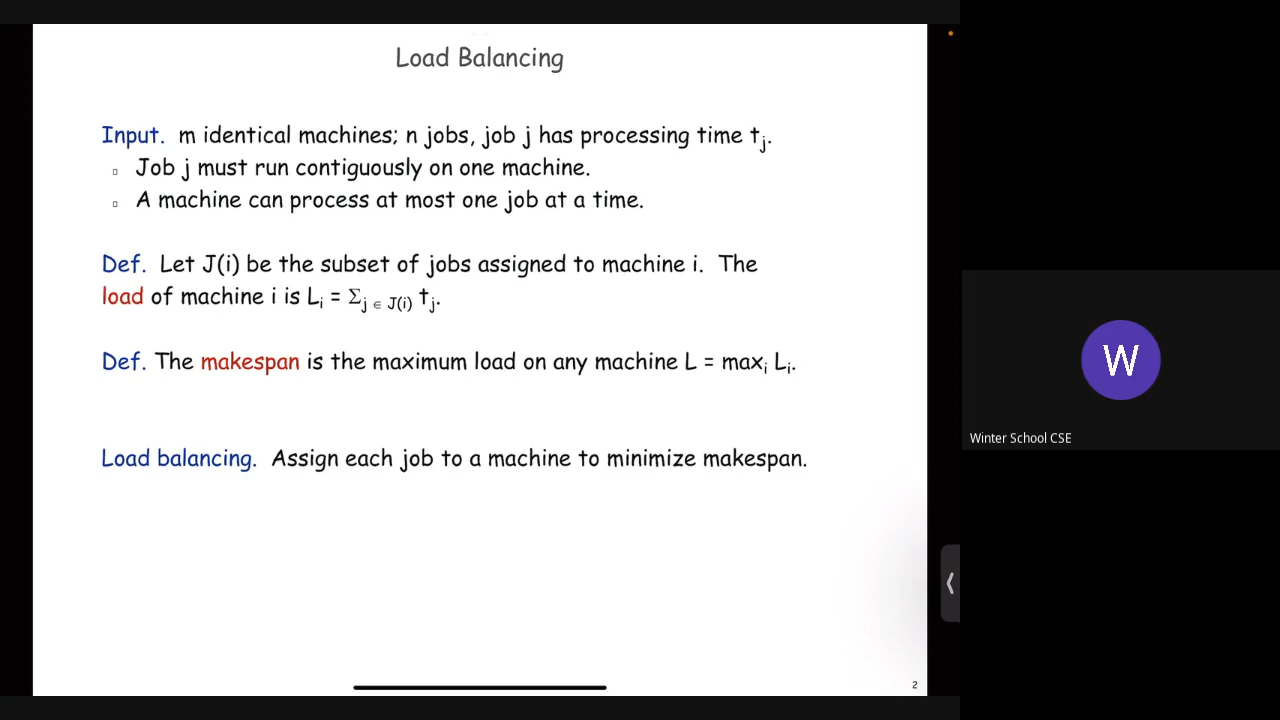 Load Balancing
Input. m identical machines; n jobs, job j has processing time tj.
▯ Job j must run contiguously on one machine.
▯ A machine can process at most one job at a time.
Def. Let J(i) be the subset of jobs assigned to machine i. The
load of machine i is Li = Σj ∈ J(i) tj.
Def. The makespan is the maximum load on any machine L = maxi Li.
Load balancing. Assign each job to a machine to minimize makespan.
2
W
Winter School CSE